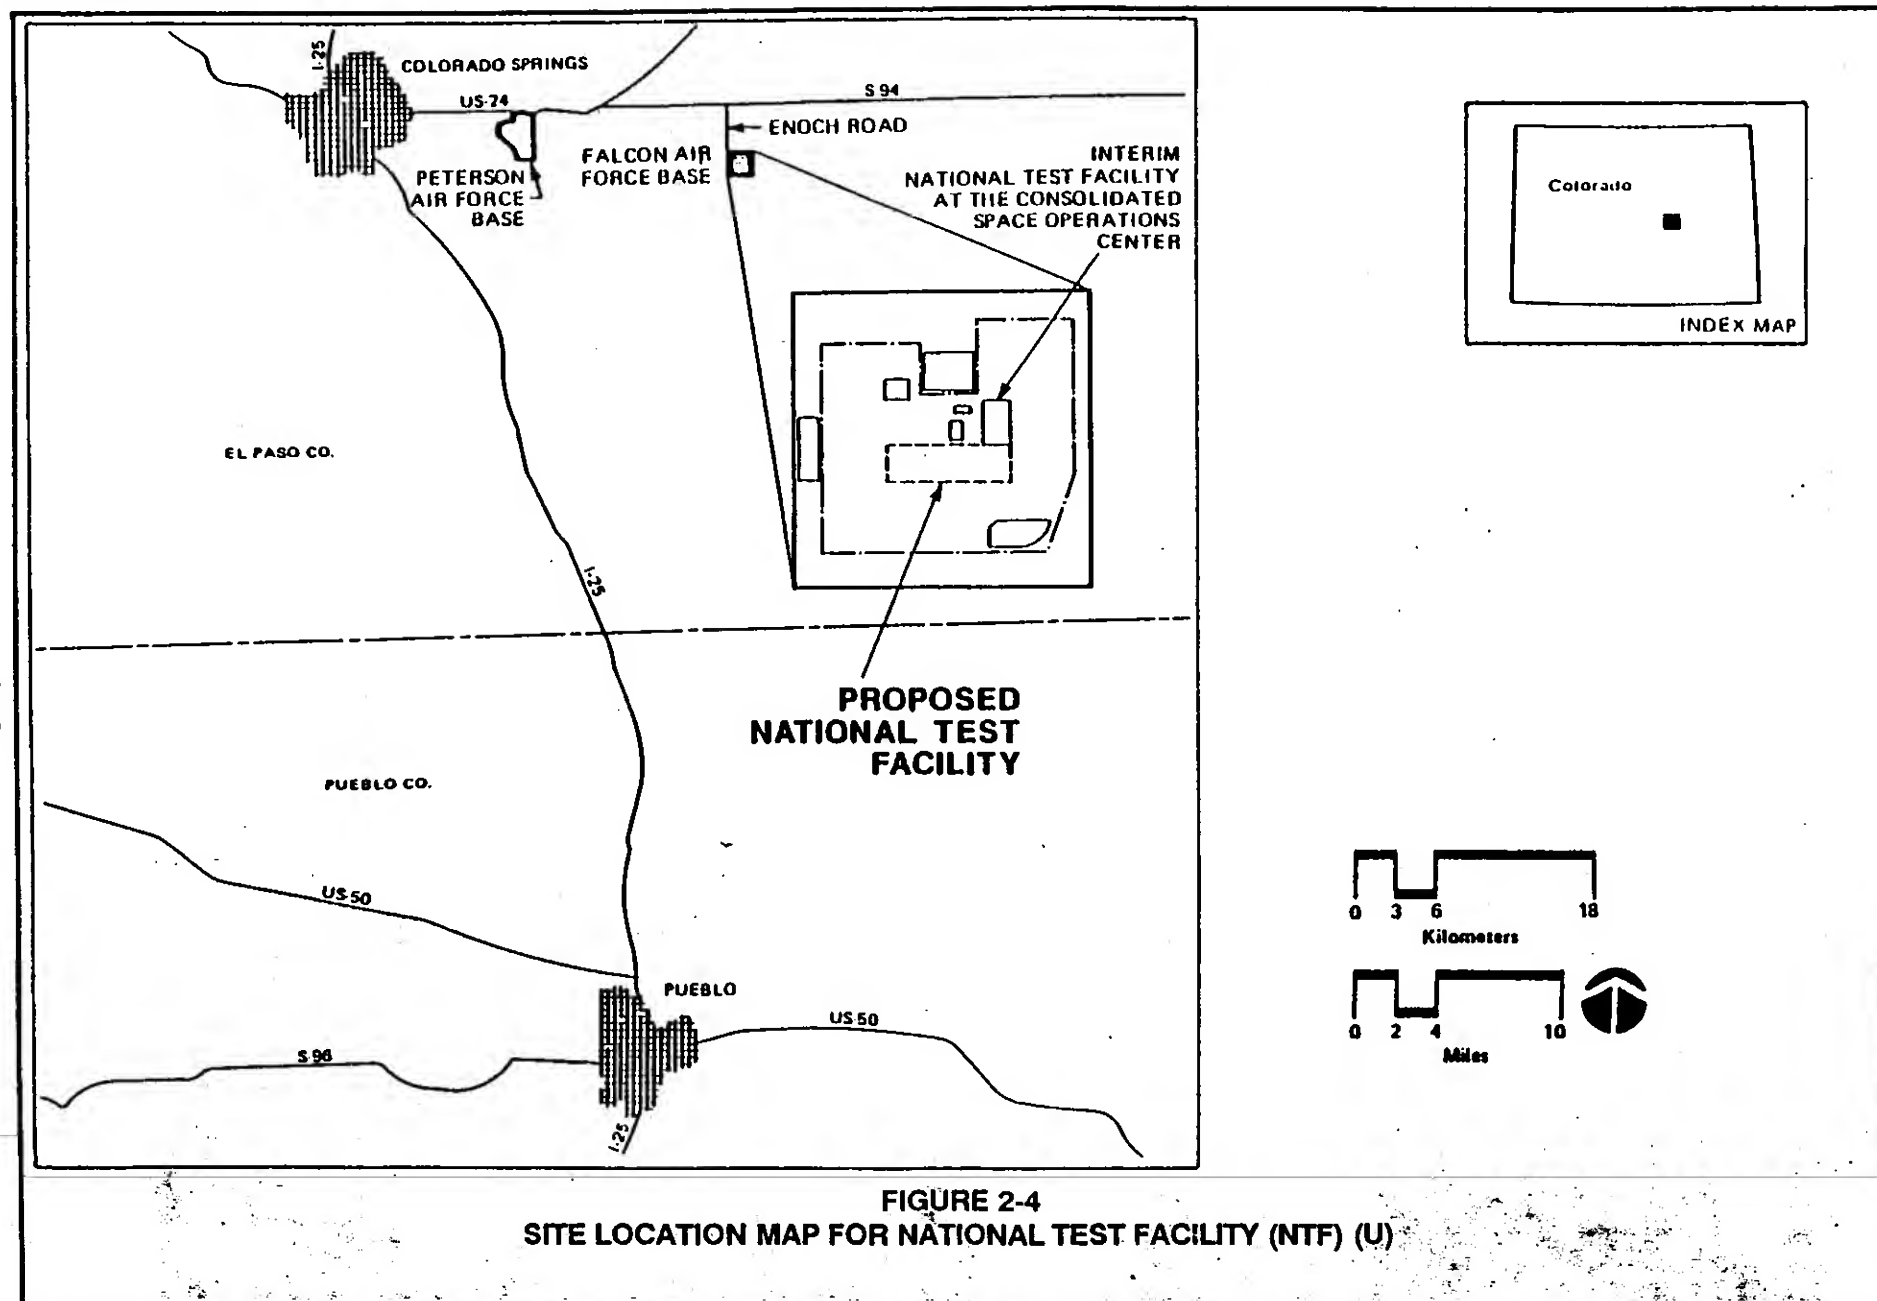 I-25
COLORADO SPRINGS
US-24
S 94
ENOCH ROAD
FALCON AIR
FORCE BASE
PETERSON
AIR FORCE
BASE
INTERIM
NATIONAL TEST FACILITY
AT THE CONSOLIDATED
SPACE OPERATIONS
CENTER
Colorado
INDEX MAP
EL PASO CO.
I-25
PROPOSED
NATIONAL TEST
FACILITY
PUEBLO CO.
US-50
PUEBLO
US-50
S-96
I-25
0 3 6 18
Kilometers
0 2 4 10
Miles
FIGURE 2-4
SITE LOCATION MAP FOR NATIONAL TEST FACILITY (NTF) (U)